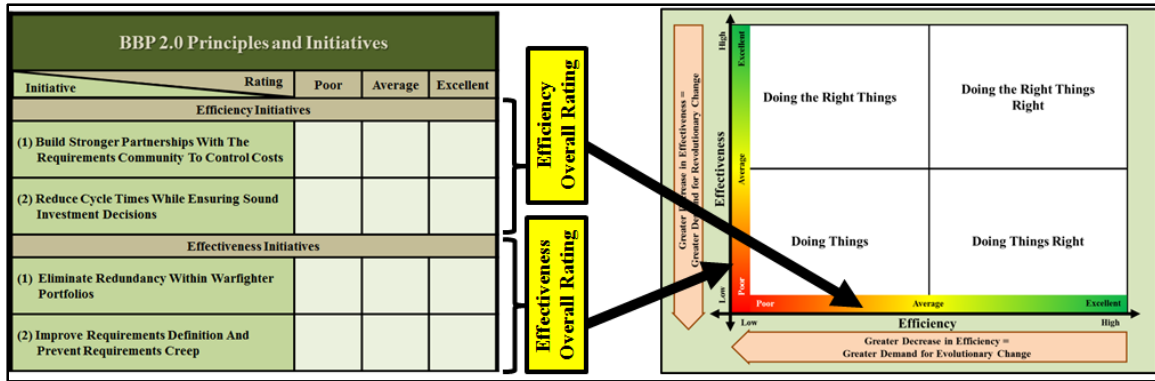 BBP 2.0 Principles and Initiatives
Rating
Initiative
Poor
Average
Excellent
Efficiency Initiatives
(1) Build Stronger Partnerships With The
Requirements Community To Control Costs
(2) Reduce Cycle Times While Ensuring Sound
Investment Decisions
Effectiveness Initiatives
(1) Eliminate Redundancy Within Warfighter
Portfolios
(2) Improve Requirements Definition And
Prevent Requirements Creep
Efficiency
Overall Rating
Effectiveness
Overall Rating
Greater Decrease in Effectiveness =
Greater Demand for Revolutionary Change
High
Effectiveness
Low
Excellent
Average
Poor
Doing the Right Things
Doing the Right Things
Right
Doing Things
Doing Things Right
Poor
Average
Excellent
Low
Efficiency
High
Greater Decrease in Efficiency =
Greater Demand for Evolutionary Change